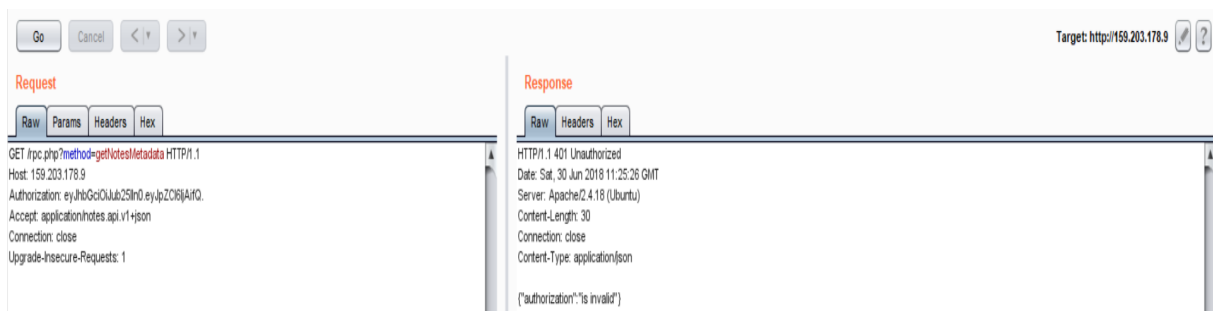 Go Cancel < > Target: http://159.203.178.9 ?
Request
Raw Params Headers Hex
GET /rpc.php?method=getNotesMetadata HTTP/1.1
Host: 159.203.178.9
Authorization: eyJhbGciOiJub25lIn0.eyJpZCI6IjAifQ.
Accept: application/notes.api.v1+json
Connection: close
Upgrade-Insecure-Requests: 1
Response
Raw Headers Hex
HTTP/1.1 401 Unauthorized
Date: Sat, 30 Jun 2018 11:25:26 GMT
Server: Apache/2.4.18 (Ubuntu)
Content-Length: 30
Connection: close
Content-Type: application/json
{"authorization":"is invalid"}